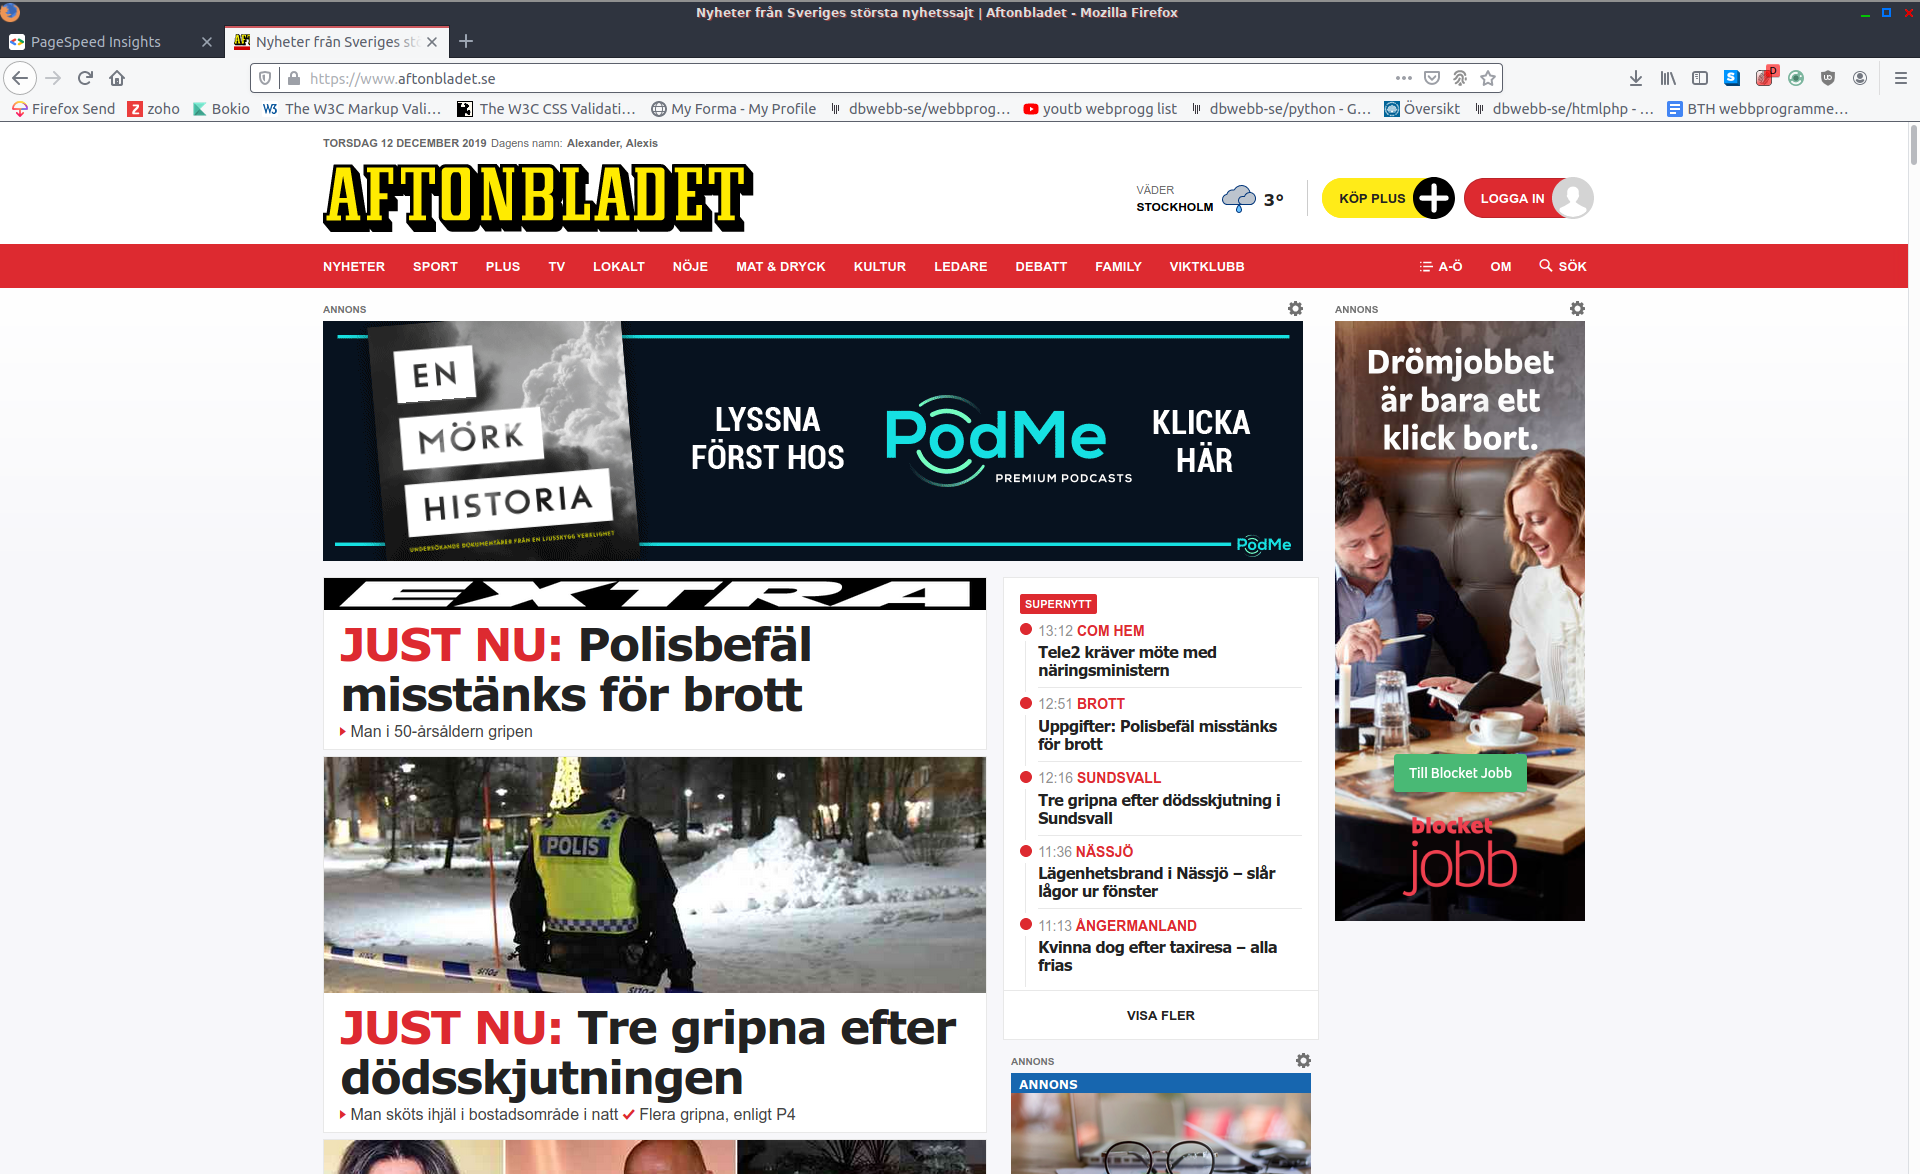 Nyheter från Sveriges största nyhetssajt | Aftonbladet - Mozilla Firefox
PageSpeed Insights
Nyheter från Sveriges stö
https://www.aftonbladet.se
Firefox Send
zoho
Bokio
The W3C Markup Vali…
The W3C CSS Validati…
My Forma - My Profile
dbwebb-se/webbprog…
youtb webprogg list
dbwebb-se/python - G…
Översikt
dbwebb-se/htmlphp - …
BTH webbprogramme…
TORSDAG 12 DECEMBER 2019 Dagens namn: Alexander, Alexis
AFTONBLADET
VÄDER
STOCKHOLM
3°
KÖP PLUS
LOGGA IN
NYHETER SPORT PLUS TV LOKALT NÖJE MAT & DRYCK KULTUR LEDARE DEBATT FAMILY VIKTKLUBB A-Ö OM SÖK
ANNONS
EN
MÖRK
HISTORIA
UNDERSÖKANDE DOKUMENTÄRER FRÅN EN LJUSSKYGG VERKLIGHET
LYSSNA
FÖRST HOS
PodMe
PREMIUM PODCASTS
KLICKA
HÄR
PodMe
ANNONS
Drömjobbet
är bara ett
klick bort.
Till Blocket Jobb
blocket
jobb
EXTRA
JUST NU: Polisbefäl
misstänks för brott
Man i 50-årsåldern gripen
POLIS
POLIS
POLIS
JUST NU: Tre gripna efter
dödsskjutningen
Man sköts ihjäl i bostadsområde i natt Flera gripna, enligt P4
SUPERNYTT
13:12 COM HEM
Tele2 kräver möte med
näringsministern
12:51 BROTT
Uppgifter: Polisbefäl misstänks
för brott
12:16 SUNDSVALL
Tre gripna efter dödsskjutning i
Sundsvall
11:36 NÄSSJÖ
Lägenhetsbrand i Nässjö – slår
lågor ur fönster
11:13 ÅNGERMANLAND
Kvinna dog efter taxiresa – alla
frias
VISA FLER
ANNONS
ANNONS